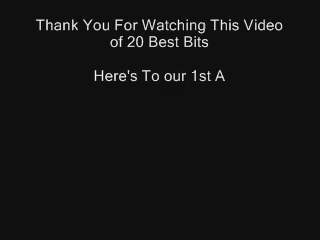 Thank You For Watching This Video
of 20 Best Bits
Here's To our 1st A